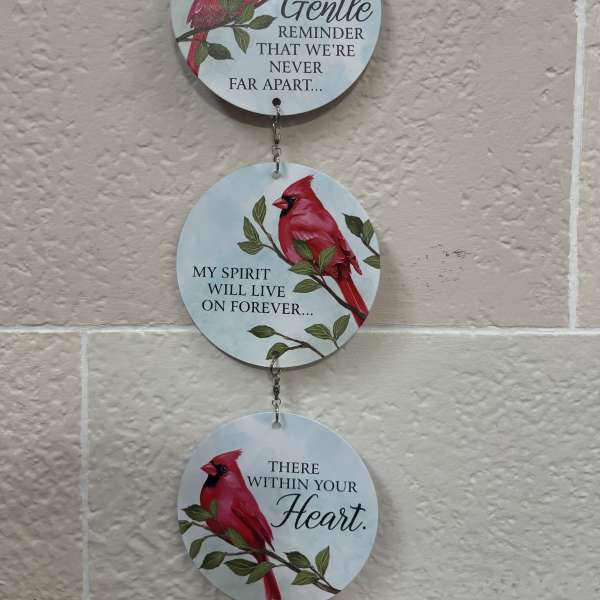 Gentle
REMINDER
THAT WE'RE
NEVER
FAR APART...
MY SPIRIT
WILL LIVE
ON FOREVER...
THERE
WITHIN YOUR
Heart.